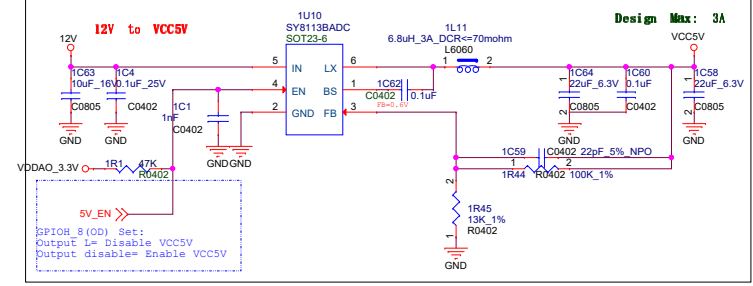 12V to VCC5V
Design Max: 3A
1U10
SY8113BADC
SOT23-6
1L11
6.8uH_3A_DCR<=70mohm
L6060
1 2
12V
VCC5V
1C63
10uF_16V
C0805
GND
1C4
0.1uF_25V
C0402
GND
1C1
1nF
C0402
GND
GND
5 IN LX 6
4 EN BS 1
2 GND FB 3
1C62
0.1uF
C0402
FB=0.6V
1C64
22uF_6.3V
C0805
GND
1C60
0.1uF
C0402
1C58
22uF_6.3V
C0805
GND
1C59 C0402 22pF_5%_NPO
1 2
1R44 R0402 100K_1%
2
1R45
13K_1%
R0402
1
GND
VDDAO_3.3V
1R1 47K
R0402
5V_EN
GPIOH_8(OD) Set:
Output L= Disable VCC5V
Output disable= Enable VCC5V